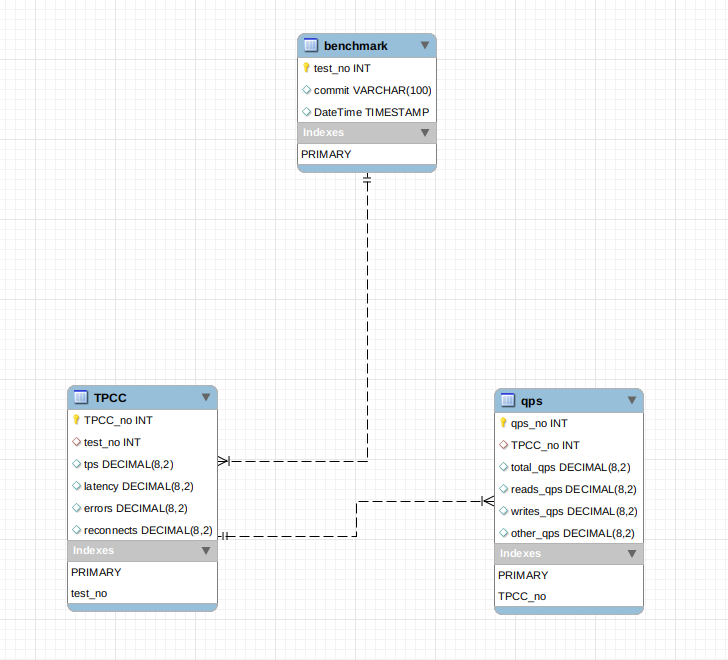 benchmark
test_no INT
commit VARCHAR(100)
DateTime TIMESTAMP
Indexes
PRIMARY
TPCC
TPCC_no INT
test_no INT
tps DECIMAL(8,2)
latency DECIMAL(8,2)
errors DECIMAL(8,2)
reconnects DECIMAL(8,2)
Indexes
PRIMARY
test_no
qps
qps_no INT
TPCC_no INT
total_qps DECIMAL(8,2)
reads_qps DECIMAL(8,2)
writes_qps DECIMAL(8,2)
other_qps DECIMAL(8,2)
Indexes
PRIMARY
TPCC_no